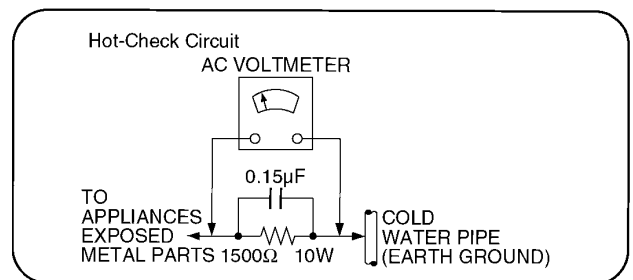 Hot-Check Circuit
AC VOLTMETER
0.15µF
TO
APPLIANCES
EXPOSED
METAL PARTS
1500Ω 10W
COLD
WATER PIPE
(EARTH GROUND)